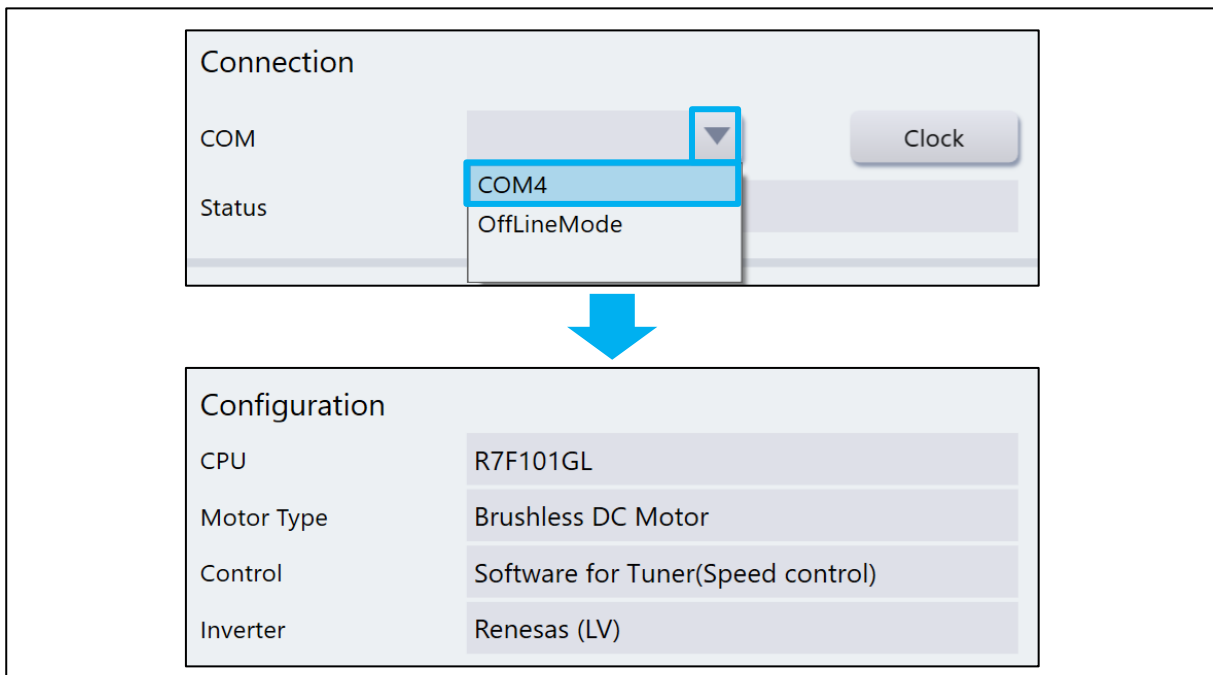 Connection
COM
Clock
COM4
Status
OffLineMode
Configuration
CPU R7F101GL
Motor Type Brushless DC Motor
Control Software for Tuner(Speed control)
Inverter Renesas (LV)